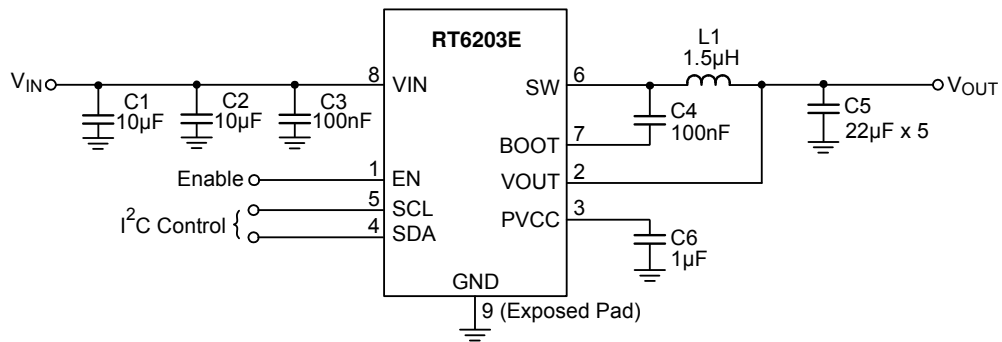 RT6203E
L1
1.5µH
V_IN
8
VIN
SW
6
V_OUT
C1
10µF
C2
10µF
C3
100nF
C4
100nF
C5
22µF x 5
BOOT
7
Enable
1
EN
VOUT
2
I²C Control {
5
SCL
4
SDA
PVCC
3
C6
1µF
GND
9 (Exposed Pad)